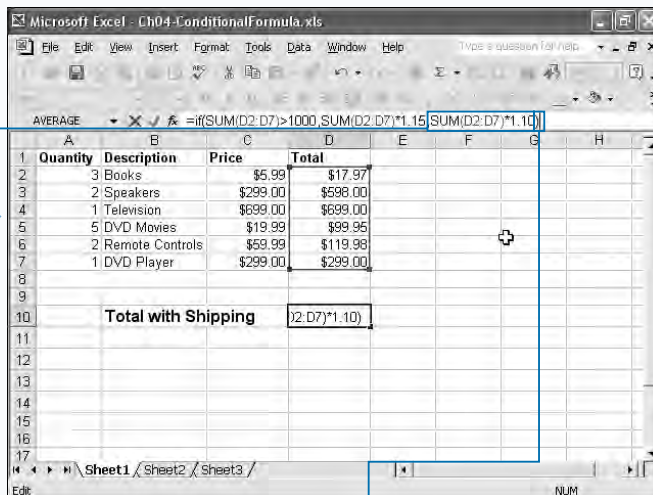 Microsoft Excel - Ch04-ConditionalFormula.xls
File Edit View Insert Format Tools Data Window Help Type a question for help
AVERAGE =if(SUM(D2:D7)>1000,SUM(D2:D7)*1.15,SUM(D2:D7)*1.10)
A B C D E F G H
1 Quantity Description Price Total
2 3 Books $5.99 $17.97
3 2 Speakers $299.00 $598.00
4 1 Television $699.00 $699.00
5 5 DVD Movies $19.99 $99.95
6 2 Remote Controls $59.99 $119.98
7 1 DVD Player $299.00 $299.00
8
9
10 Total with Shipping D2:D7)*1.10)
11
12
13
14
15
16
17
Sheet1 Sheet2 Sheet3
Edit NUM